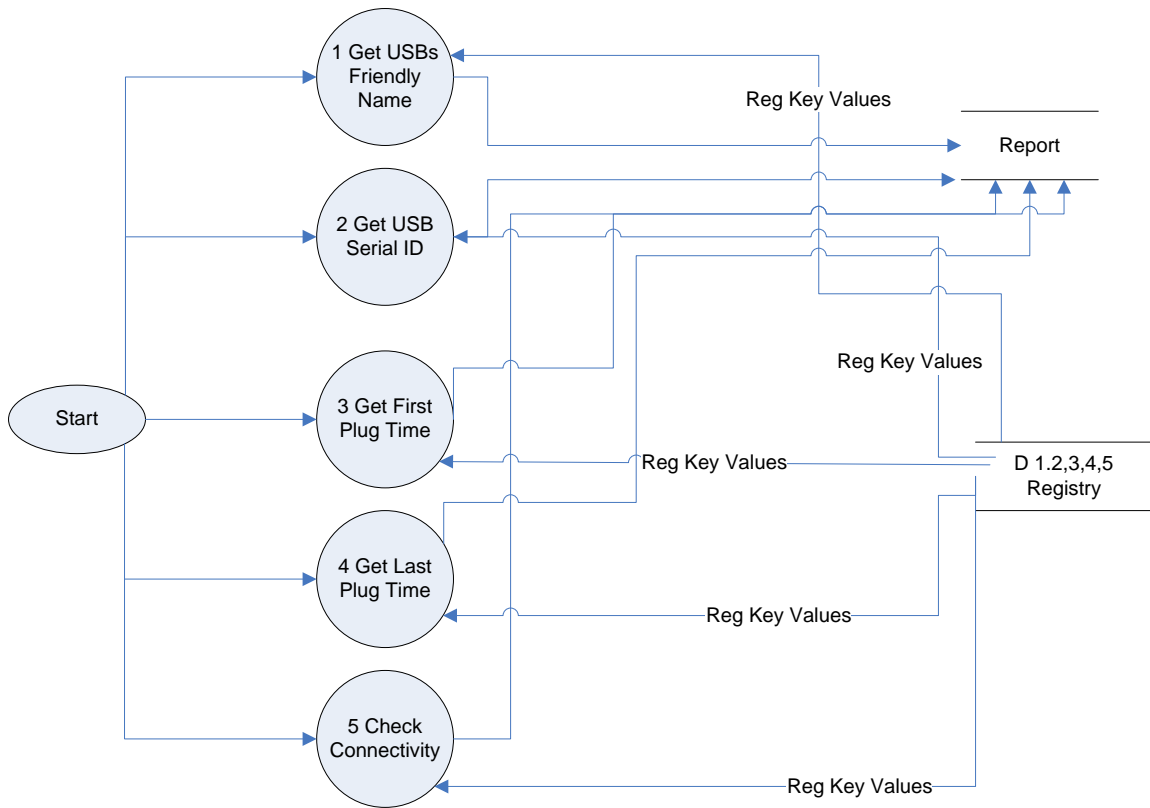 1 Get USBs
Friendly
Name
Reg Key Values
Report
2 Get USB
Serial ID
Reg Key Values
Start
3 Get First
Plug Time
Reg Key Values
D 1.2,3,4,5
Registry
4 Get Last
Plug Time
Reg Key Values
5 Check
Connectivity
Reg Key Values